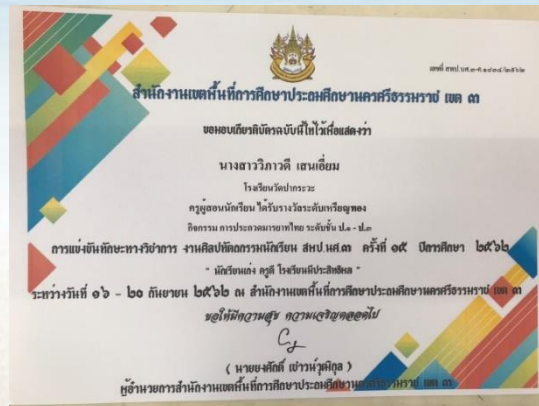 เลขที่ สพป.นศ.๓-ศ.๑๔๓๔/๒๕๖๒
สำนักงานเขตพื้นที่การศึกษาประถมศึกษานครศรีธรรมราช เขต ๓
ขอมอบเกียรติบัตรฉบับนี้ให้ไว้เพื่อแสดงว่า
นางสาววิภาวดี เสนเอี่ยม
โรงเรียนวัดปากระวะ
ครูผู้สอนนักเรียน ได้รับรางวัลระดับเหรียญทอง
กิจกรรม การประกวดมารยาทไทย ระดับชั้น ป.๑ - ป.๓
การแข่งขันทักษะทางวิชาการ งานศิลปหัตถกรรมนักเรียน สพป.นศ.๓ ครั้งที่ ๑๕ ปีการศึกษา ๒๕๖๒
" นักเรียนเก่ง ครูดี โรงเรียนมีประสิทธิผล "
ระหว่างวันที่ ๑๖ - ๒๐ กันยายน ๒๕๖๒ ณ สำนักงานเขตพื้นที่การศึกษาประถมศึกษานครศรีธรรมราช เขต ๓
ขอให้มีความสุข ความเจริญตลอดไป
( นายยงศักดิ์ เชาวน์วุฒิกุล )
ผู้อำนวยการสำนักงานเขตพื้นที่การศึกษาประถมศึกษานครศรีธรรมราช เขต ๓